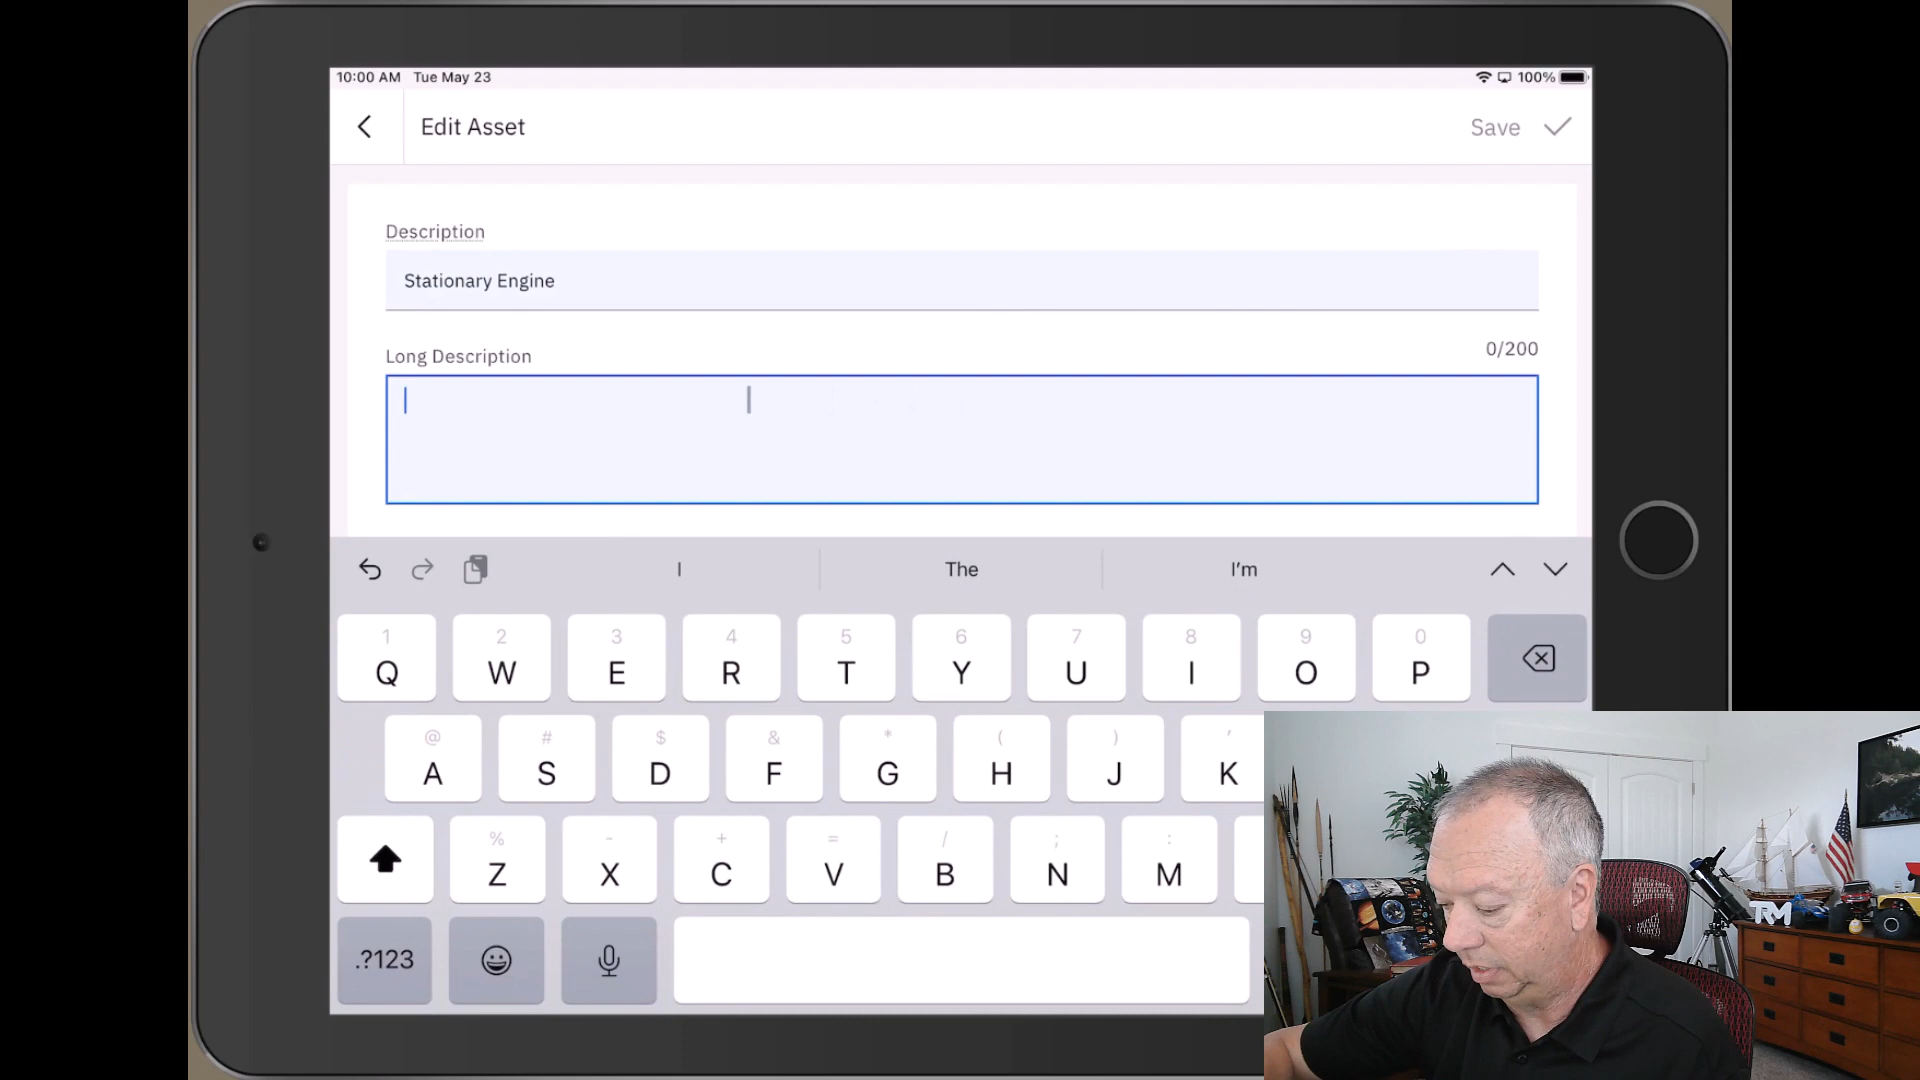 10:00 AM Tue May 23
100%
Edit Asset
Save
Description
Stationary Engine
Long Description
0/200
I
The
I'm
1 2 3 4 5 6 7 8 9 0
Q W E R T Y U I O P
@ # $ & * ( ) '
A S D F G H J K
% - + = / ; :
Z X C V B N M
.?123
TRM